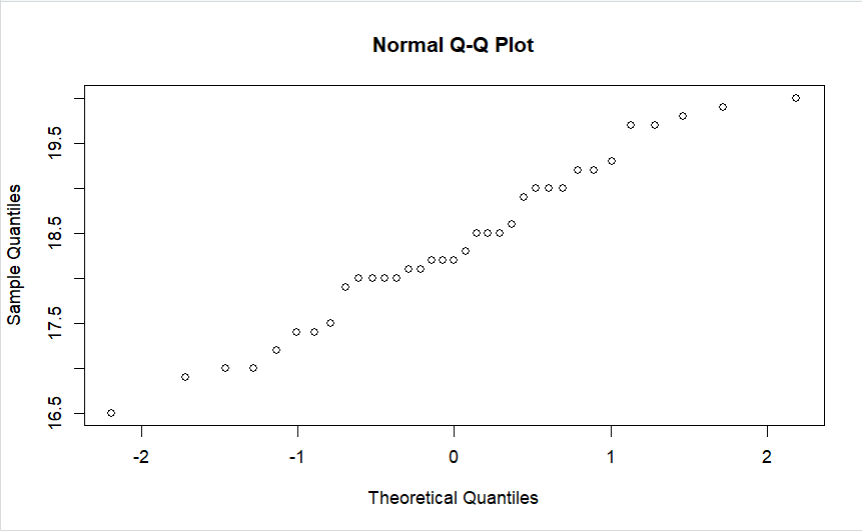 Normal Q-Q Plot
Sample Quantiles
19.5
18.5
17.5
16.5
-2 -1 0 1 2
Theoretical Quantiles